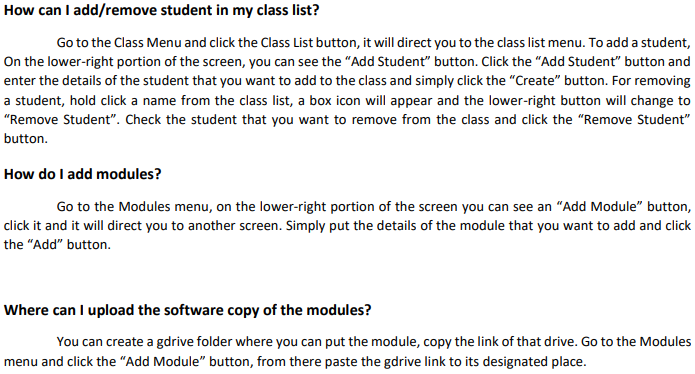 How can I add/remove student in my class list?
Go to the Class Menu and click the Class List button, it will direct you to the class list menu. To add a student,
On the lower-right portion of the screen, you can see the “Add Student” button. Click the “Add Student” button and
enter the details of the student that you want to add to the class and simply click the “Create” button. For removing
a student, hold click a name from the class list, a box icon will appear and the lower-right button will change to
“Remove Student”. Check the student that you want to remove from the class and click the “Remove Student”
button.
How do I add modules?
Go to the Modules menu, on the lower-right portion of the screen you can see an “Add Module” button,
click it and it will direct you to another screen. Simply put the details of the module that you want to add and click
the “Add” button.
Where can I upload the software copy of the modules?
You can create a gdrive folder where you can put the module, copy the link of that drive. Go to the Modules
menu and click the “Add Module” button, from there paste the gdrive link to its designated place.